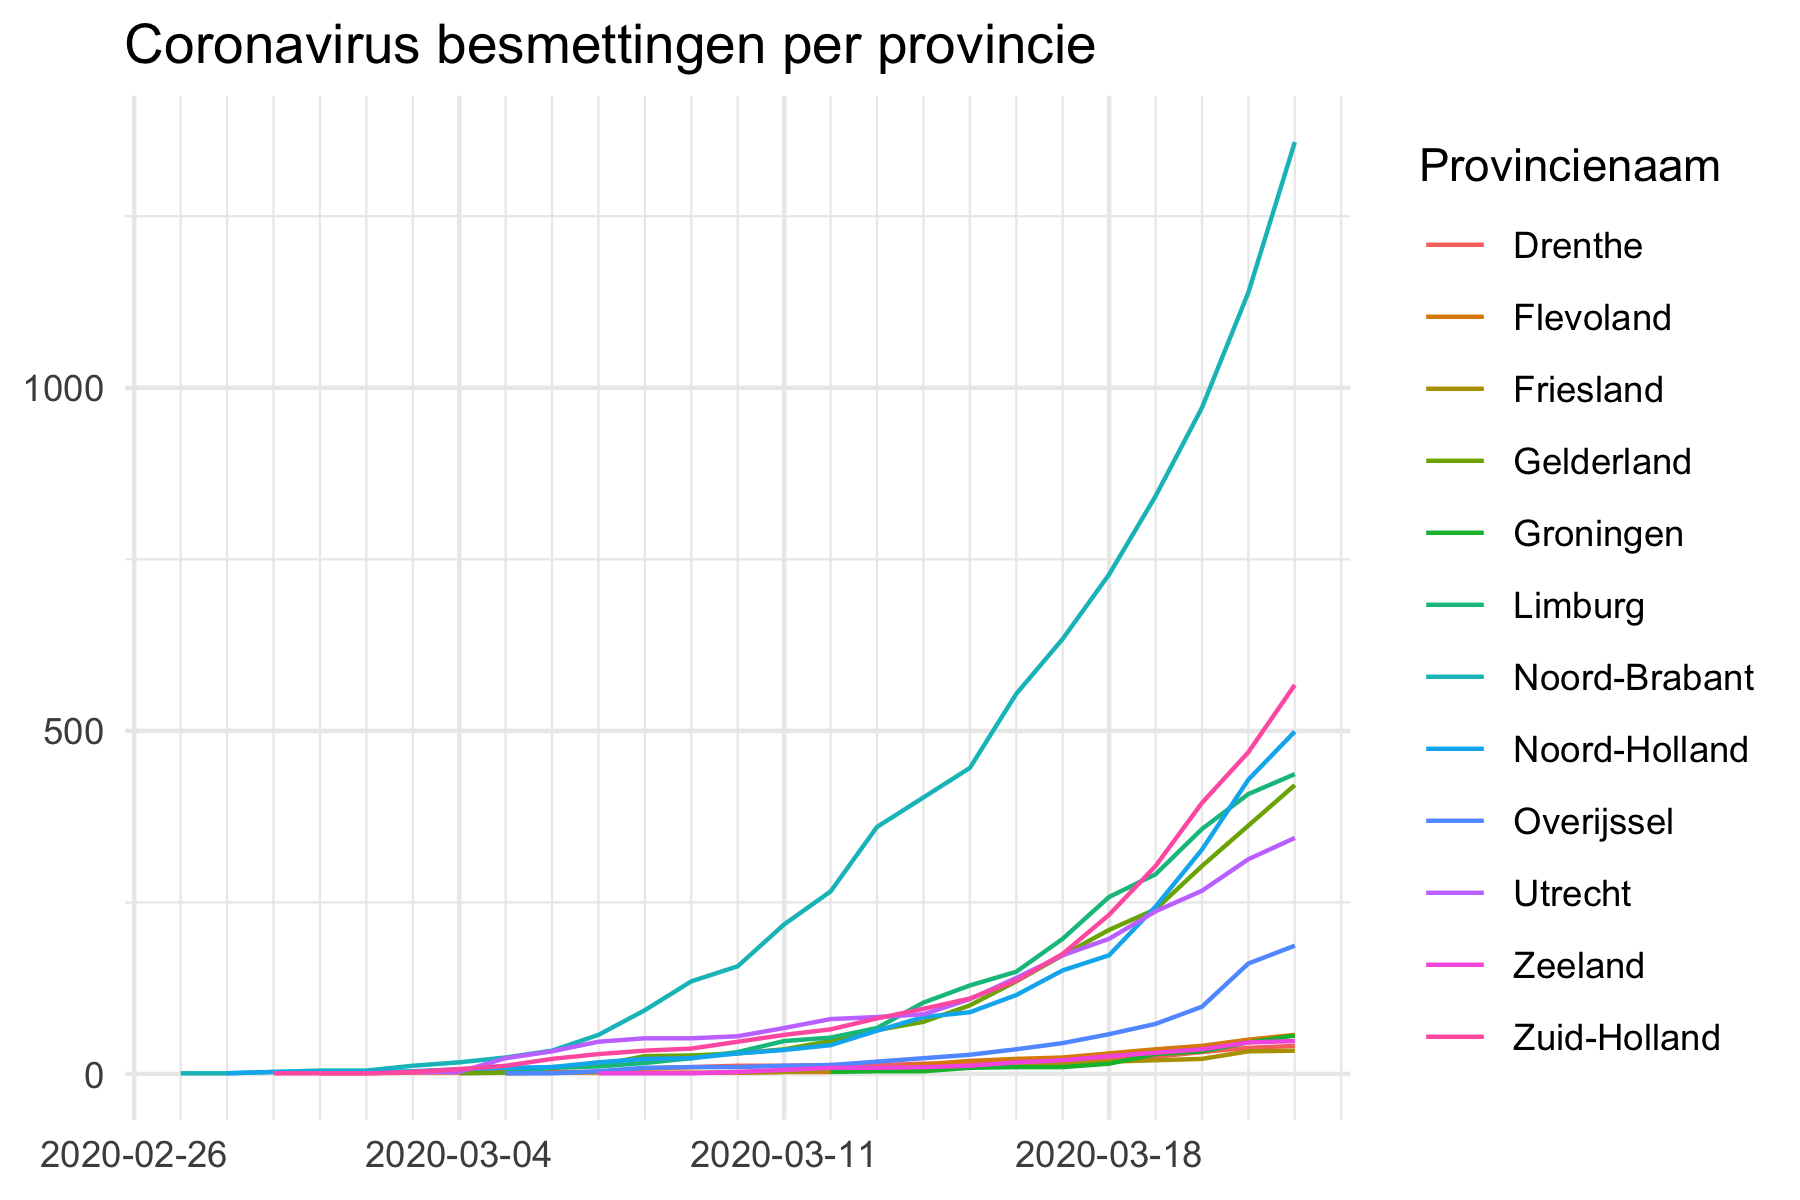 Coronavirus besmettingen per provincie
1000
500
0
2020-02-26
2020-03-04
2020-03-11
2020-03-18
Provincienaam
Drenthe
Flevoland
Friesland
Gelderland
Groningen
Limburg
Noord-Brabant
Noord-Holland
Overijssel
Utrecht
Zeeland
Zuid-Holland